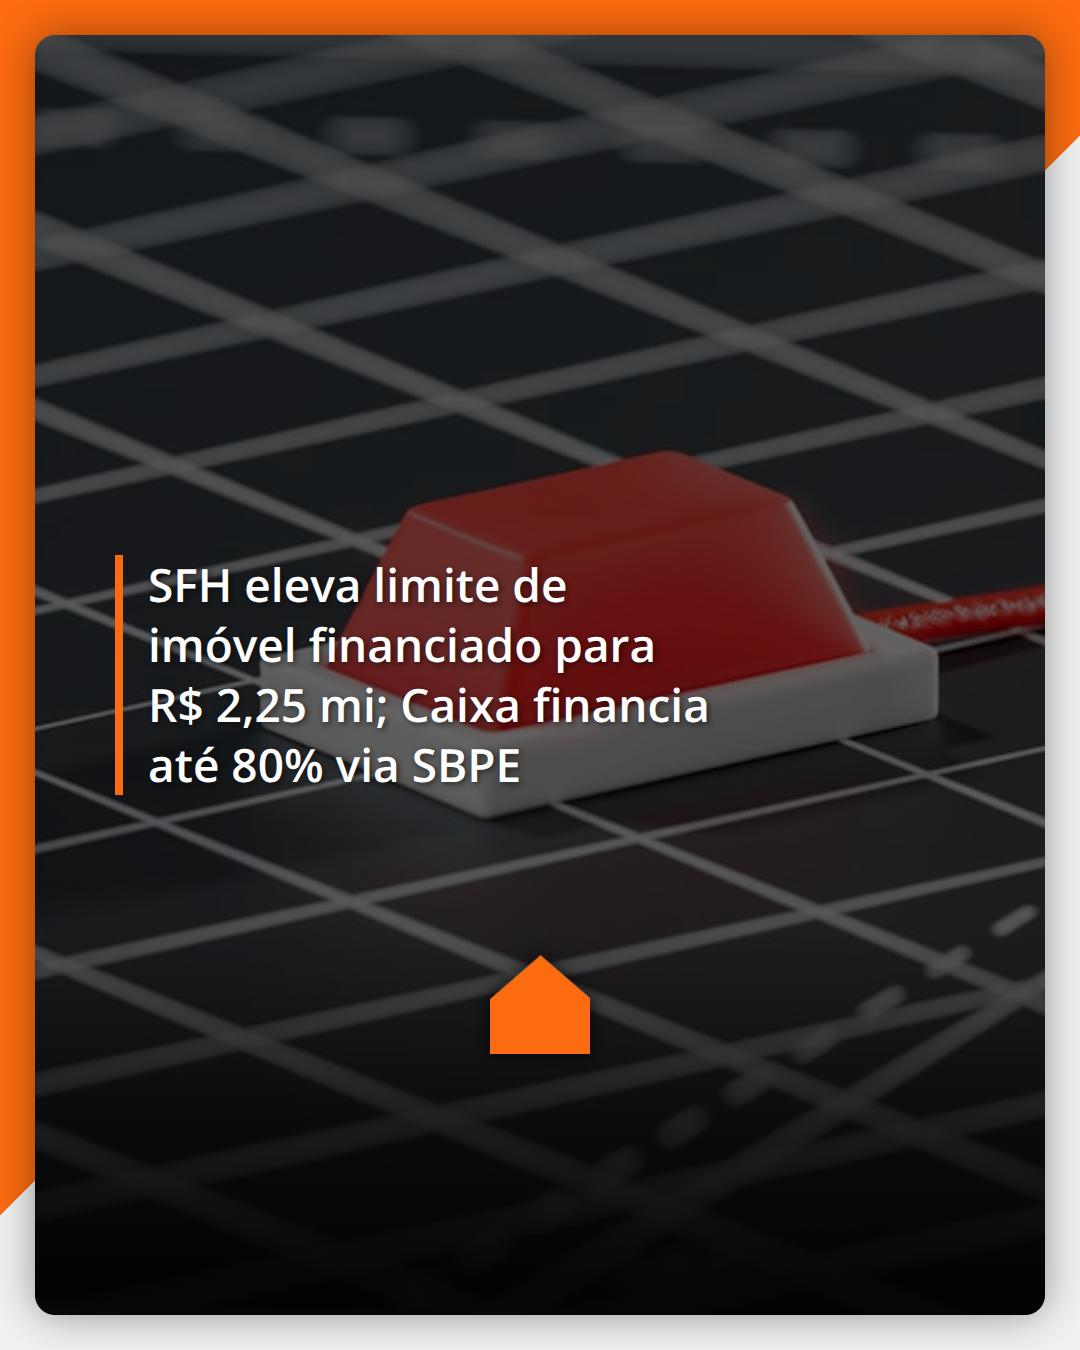 SFH eleva limite de
imóvel financiado para
R$ 2,25 mi; Caixa financia
até 80% via SBPE